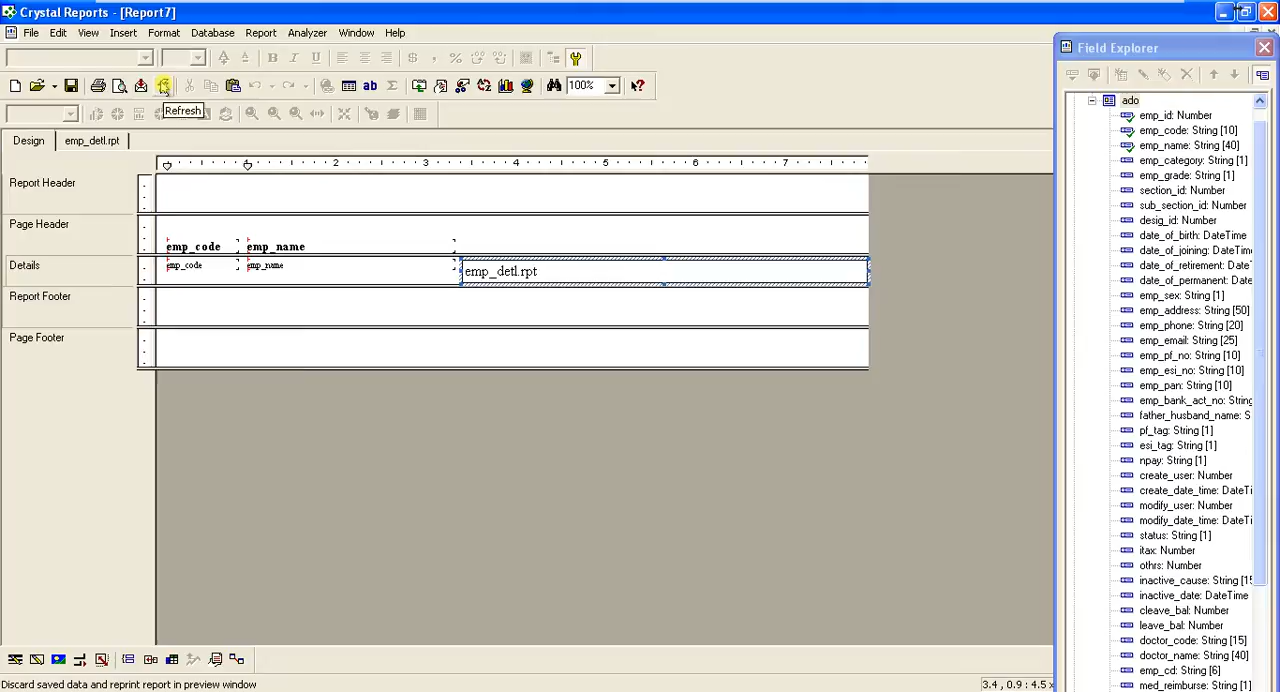 Crystal Reports - [Report7]
File Edit View Insert Format Database Report Analyzer Window Help
Field Explorer
100%
Refresh
Design emp_detl.rpt
2 3 4 5 6 7
Report Header
Page Header
emp_code emp_name
Details
emp_code emp_name
emp_detl.rpt
Report Footer
Page Footer
ado
emp_id: Number
emp_code: String [10]
emp_name: String [40]
emp_category: String [1]
emp_grade: String [1]
section_id: Number
sub_section_id: Number
desig_id: Number
date_of_birth: DateTime
date_of_joining: DateTim
date_of_retirement: Date
date_of_permanent: Date
emp_sex: String [1]
emp_address: String [50]
emp_phone: String [20]
emp_email: String [25]
emp_pf_no: String [10]
emp_esi_no: String [10]
emp_pan: String [10]
emp_bank_act_no: String
father_husband_name: S
pf_tag: String [1]
esi_tag: String [1]
npay: String [1]
create_user: Number
create_date_time: DateTi
modify_user: Number
modify_date_time: DateTi
status: String [1]
itax: Number
othrs: Number
inactive_cause: String [15
inactive_date: DateTime
cleave_bal: Number
leave_bal: Number
doctor_code: String [15]
doctor_name: String [40]
emp_cd: String [6]
med_reimburse: String [1]
Discard saved data and reprint report in preview window
3.4 , 0.9 : 4.5 x